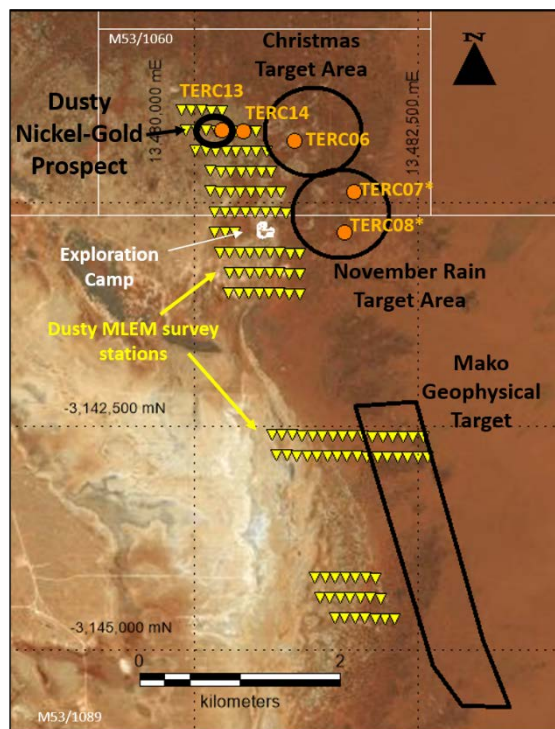 M53/1060
Christmas
Target Area
N
13,480,000 mE
13,482,500 mE
Dusty
Nickel-Gold
Prospect
TERC13
TERC14
TERC06
TERC07*
TERC08*
Exploration
Camp
November Rain
Target Area
Dusty MLEM survey
stations
Mako
Geophysical
Target
-3,142,500 mN
-3,145,000 mN
0
2
kilometers
M53/1089